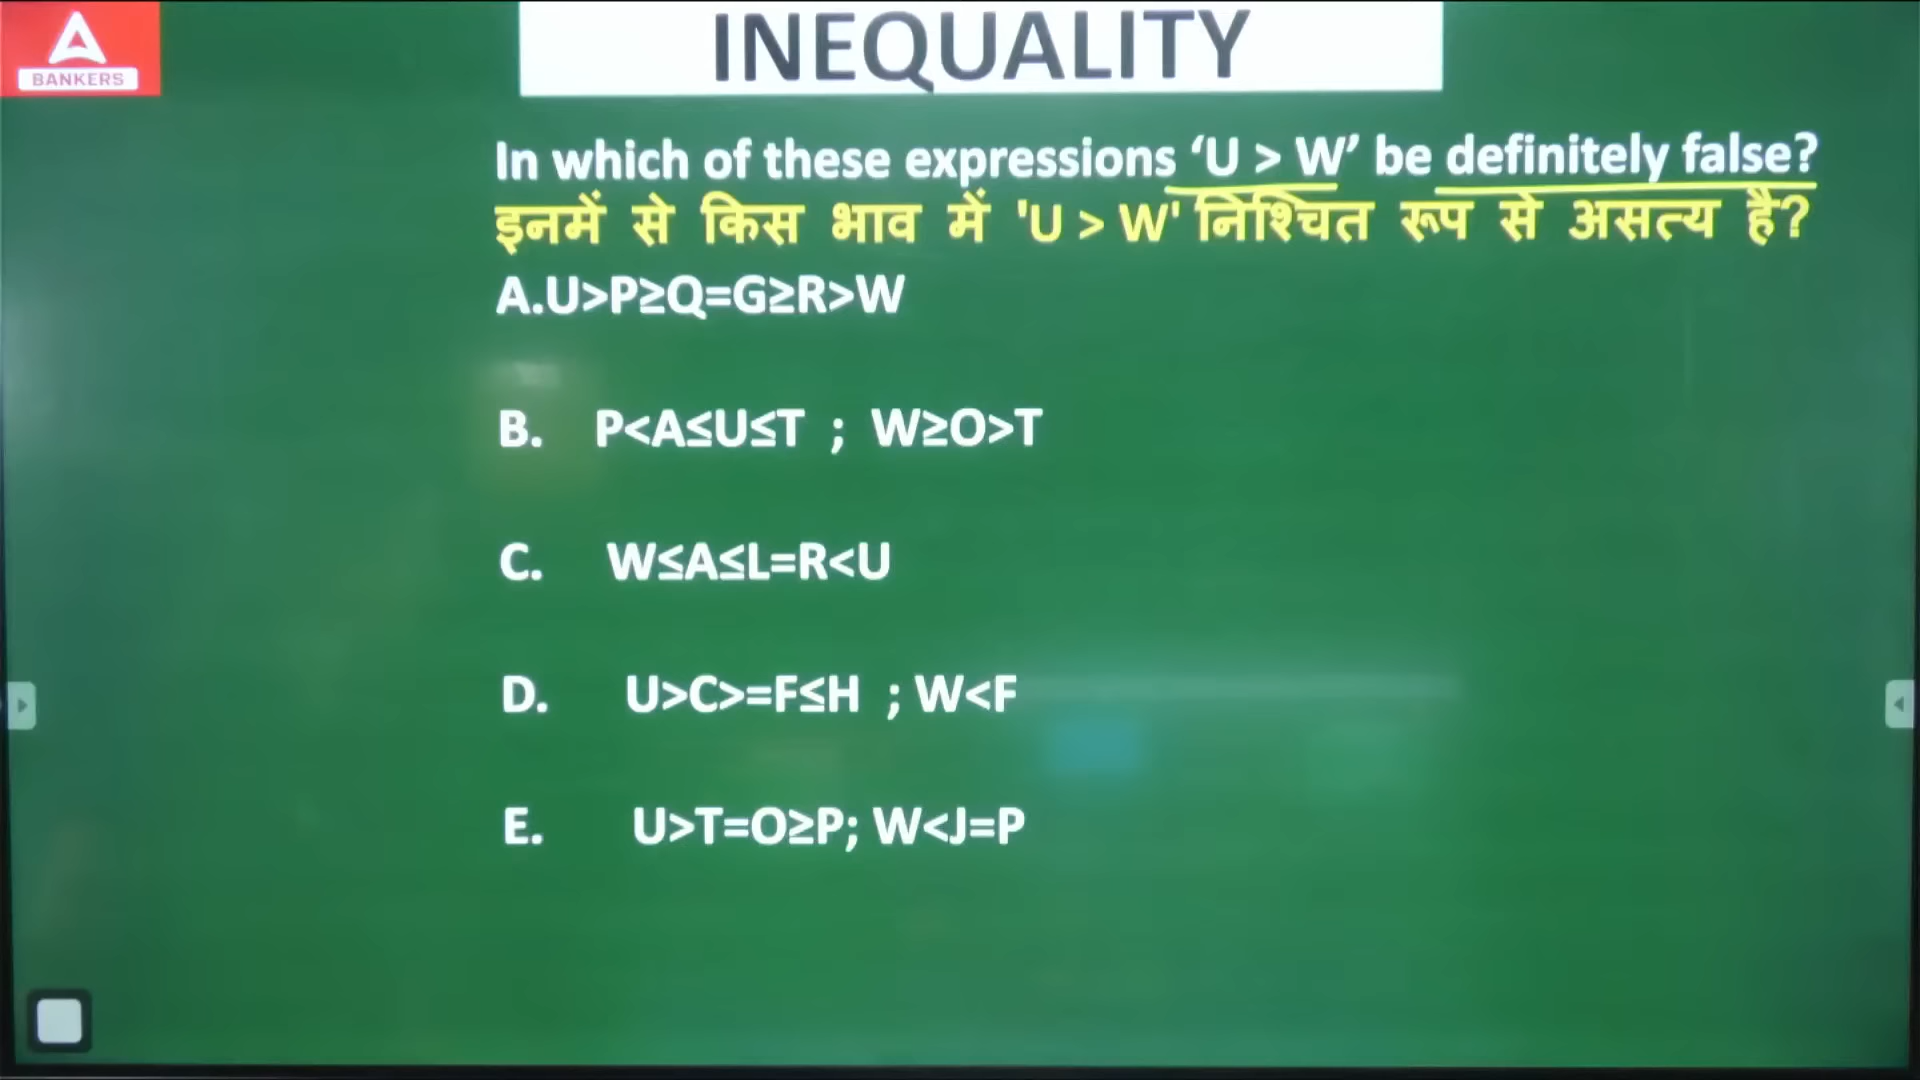 BANKERS
INEQUALITY
In which of these expressions ‘U > W’ be definitely false?
इनमें से किस भाव में 'U > W' निश्चित रूप से असत्य है?
A.U>P≥Q=G≥R>W
B. P<A≤U≤T ; W≥O>T
C. W≤A≤L=R<U
D. U>C>=F≤H ; W<F
E. U>T=O≥P; W<J=P